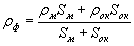 ρ_ф = (ρ_м S_м + ρ_ок S_ок) / (S_м + S_ок)